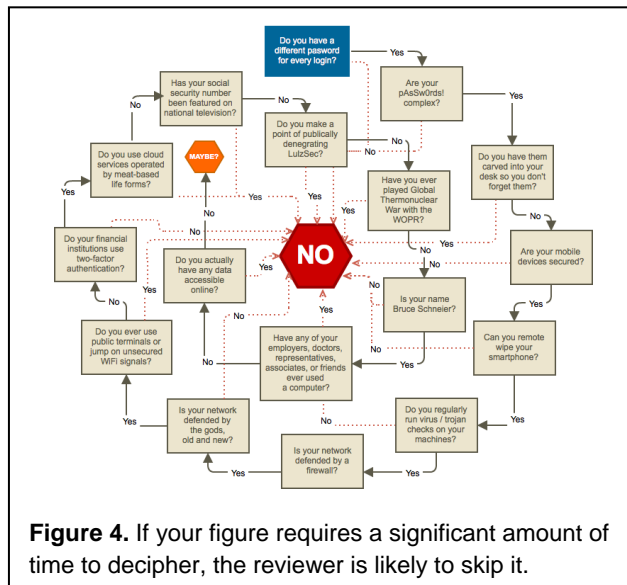 Do you have a
different pasword
for every login?
Yes
Are your
pAsSw0rds!
complex?
Yes
No
Has your social
security number
been featured on
national television?
No
No
Do you make a
point of publically
denegrating
LulzSec?
No
No
Do you have them
carved into your
desk so you don't
forget them?
MAYBE?
Do you use cloud
services operated
by meat-based
life forms?
Yes
Yes
Yes
Yes
Have you ever
played Global
Thermonuclear
War with the
WOPR?
Yes
Yes
No
No
Do your financial
institutions use
two-factor
authentication?
No
Do you actually
have any data
accessible
online?
Yes
NO
No
No
Are your mobile
devices secured?
Yes
No
Is your name
Bruce Schneier?
No
No
Yes
Do you ever use
public terminals or
jump on unsecured
WiFi signals?
Yes
Have any of your
employers, doctors,
representatives,
associates, or friends
ever used
a computer?
No
Yes
Can you remote
wipe your
smartphone?
Yes
No
Is your network
defended by
the gods,
old and new?
No
Do you regularly
run virus / trojan
checks on your
machines?
Yes
Yes
Is your network
defended by a
firewall?
Yes
Figure 4. If your figure requires a significant amount of
time to decipher, the reviewer is likely to skip it.